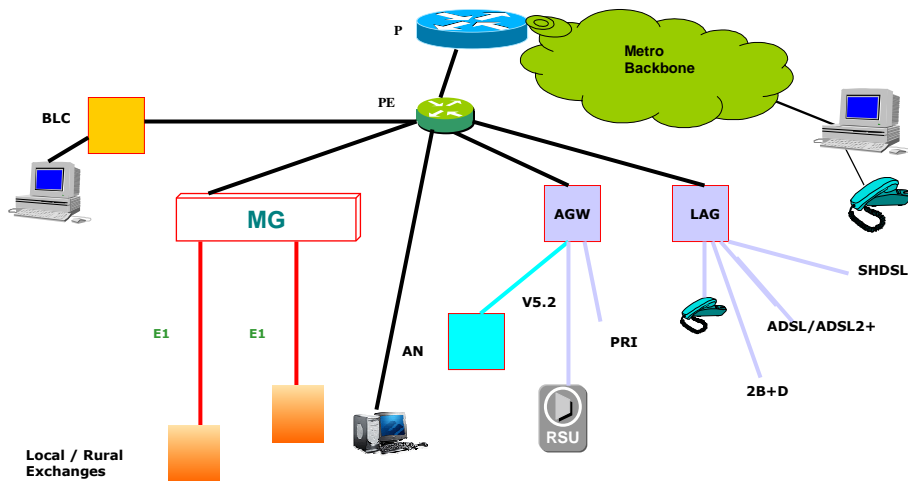 P
Metro
Backbone
PE
BLC
MG
AGW
LAG
SHDSL
V5.2
E1
E1
AN
PRI
ADSL/ADSL2+
2B+D
RSU
Local / Rural
Exchanges